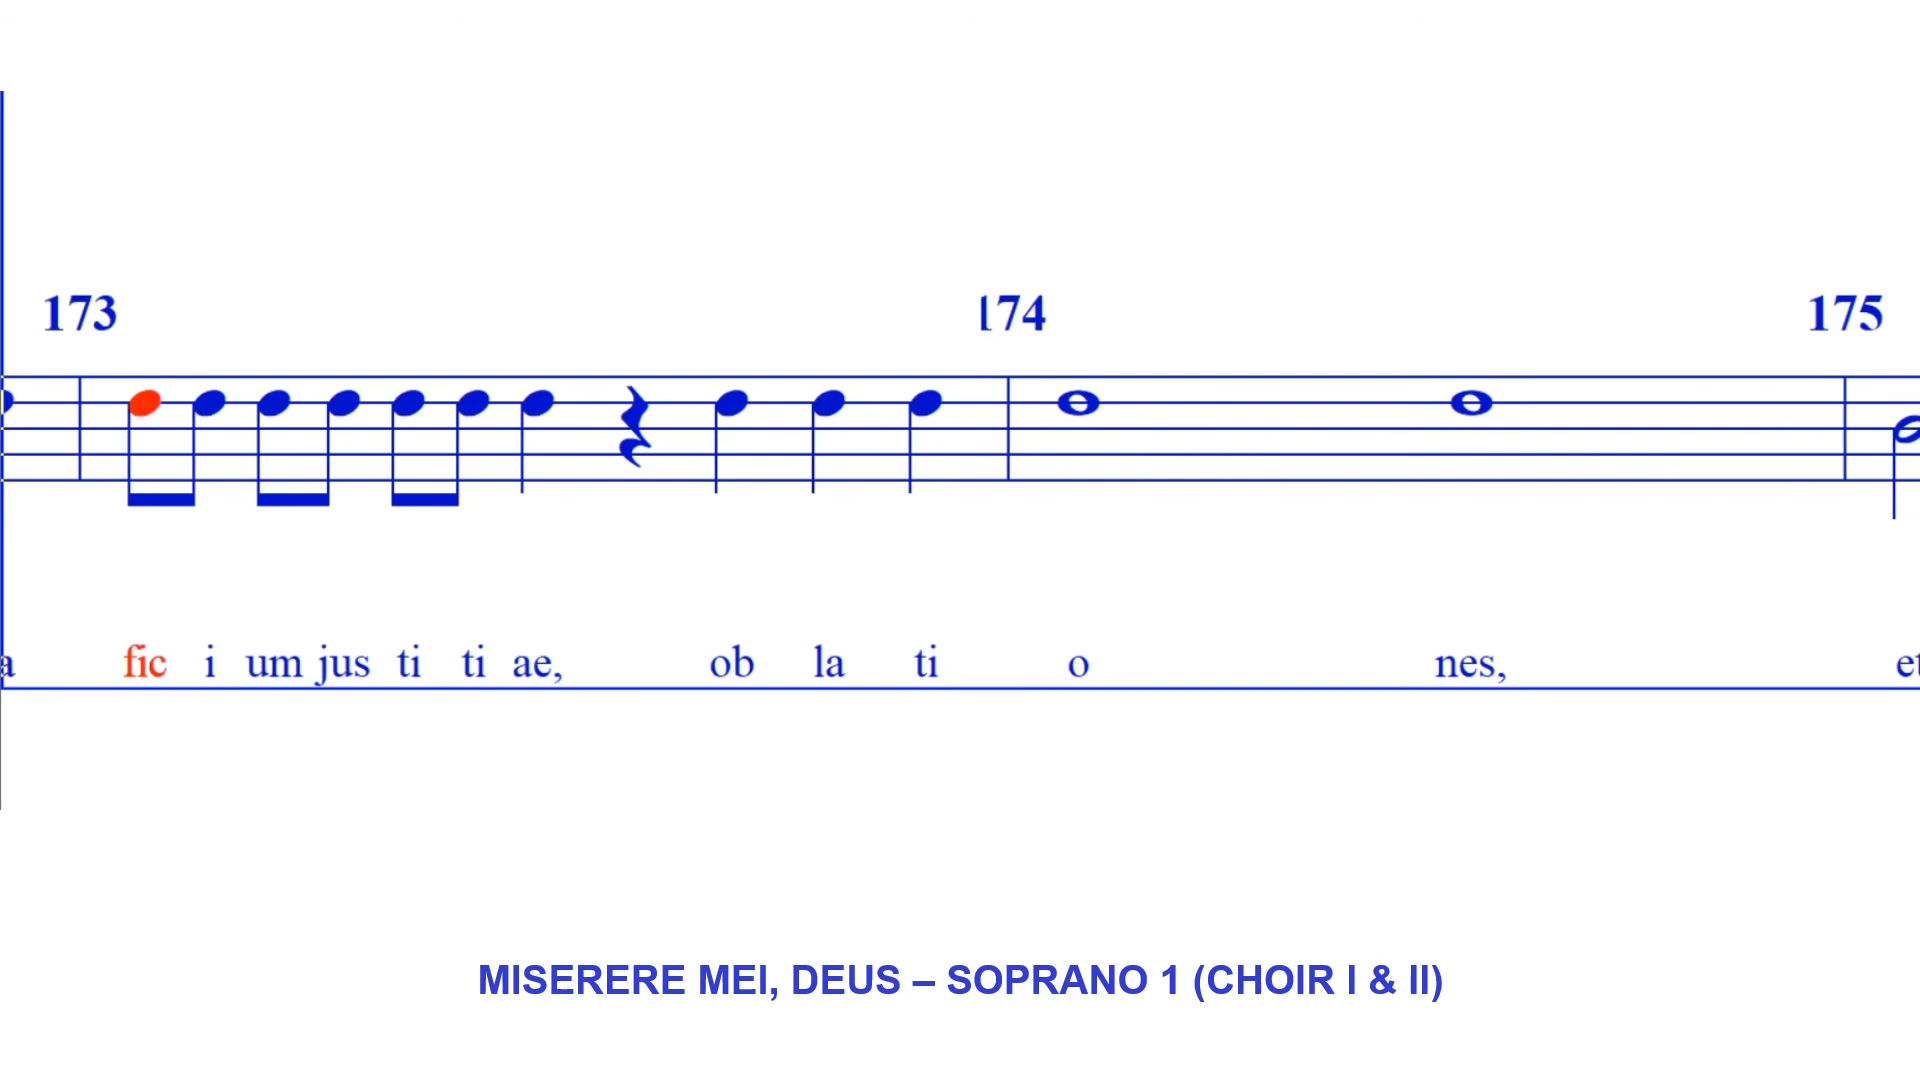 173 174 175
a fic i um jus ti ti ae, ob la ti o nes, et
MISERERE MEI, DEUS – SOPRANO 1 (CHOIR I & II)